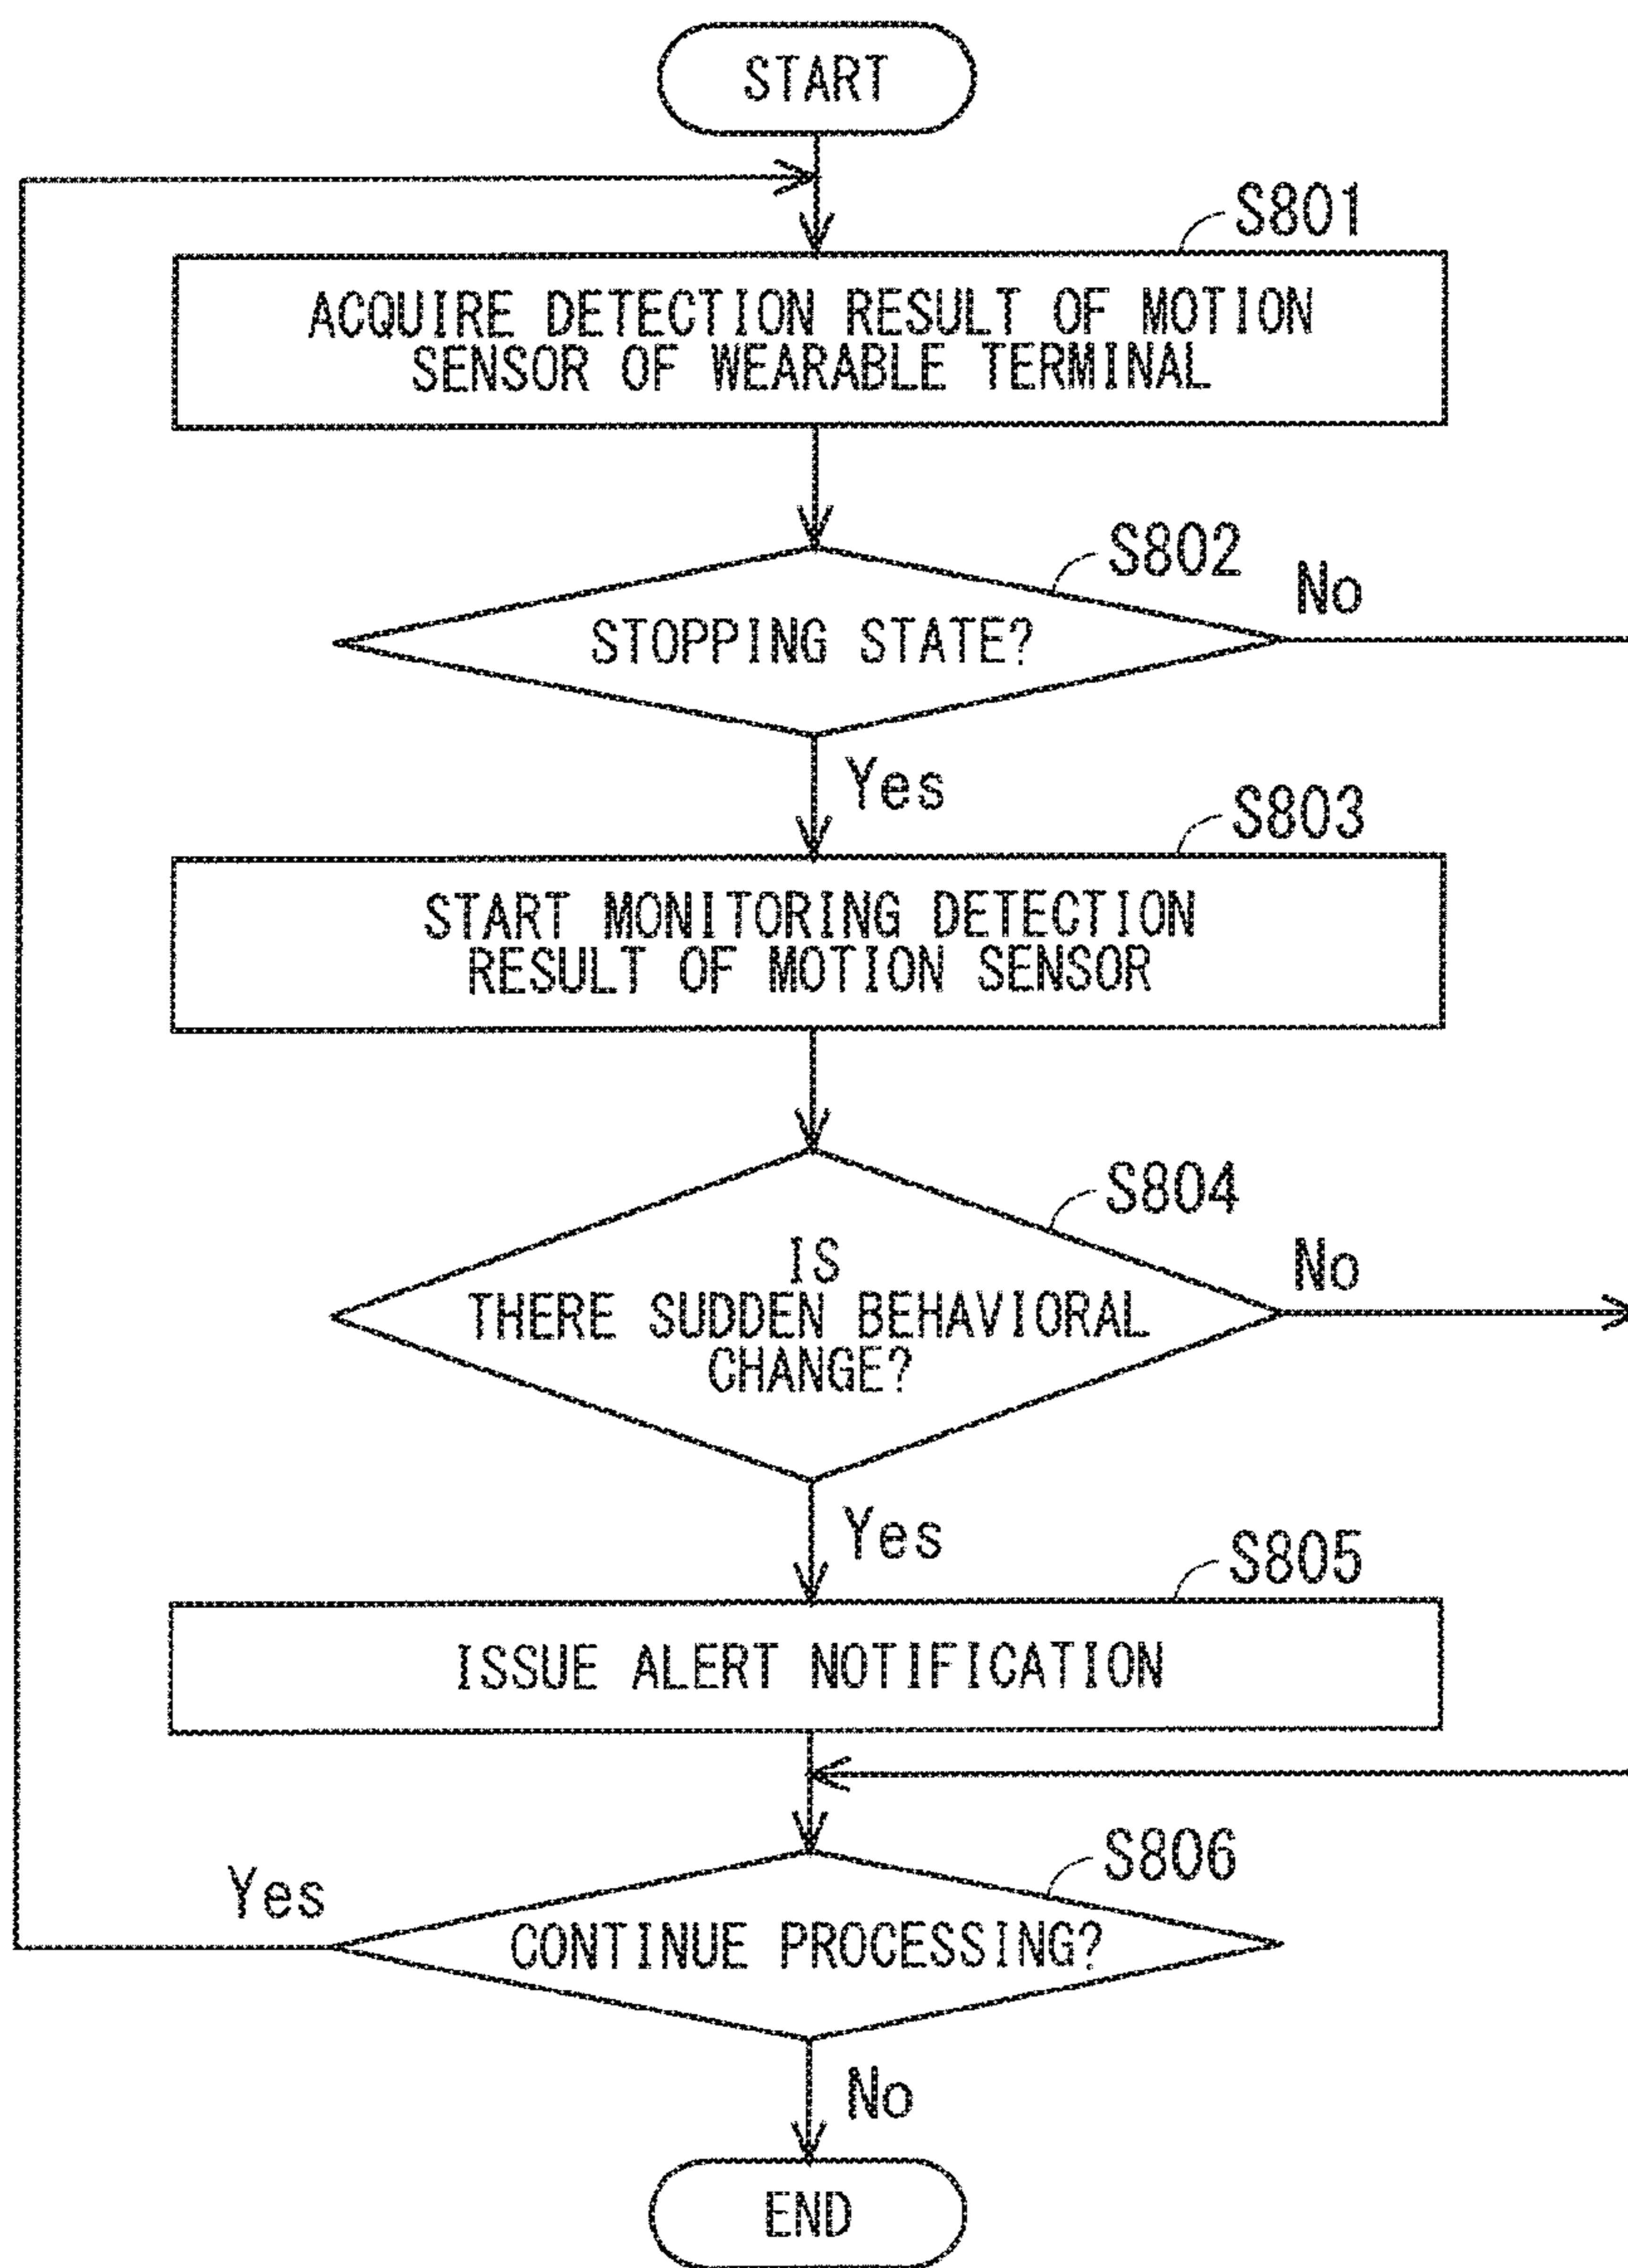 START
S801
ACQUIRE DETECTION RESULT OF MOTION
SENSOR OF WEARABLE TERMINAL
S802
No
STOPPING STATE?
Yes
S803
START MONITORING DETECTION
RESULT OF MOTION SENSOR
S804
No
IS
THERE SUDDEN BEHAVIORAL
CHANGE?
Yes
S805
ISSUE ALERT NOTIFICATION
S806
Yes
CONTINUE PROCESSING?
No
END